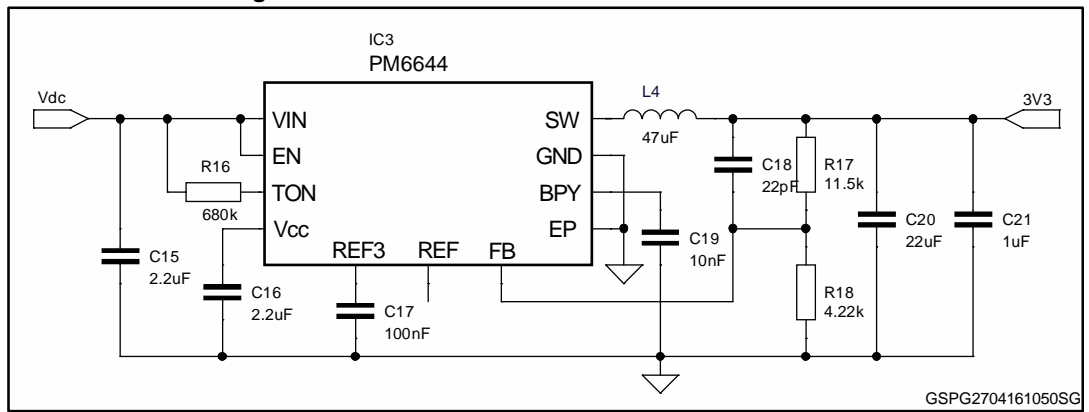 g
IC3
PM6644
Vdc
L4
3V3
VIN
SW
47uF
EN
GND
R16
C18
22pF
R17
11.5k
TON
BPY
680k
Vcc
EP
C19
10nF
C20
22uF
C21
1uF
C15
2.2uF
REF3
REF
FB
C16
2.2uF
C17
100nF
R18
4.22k
GSPG2704161050SG